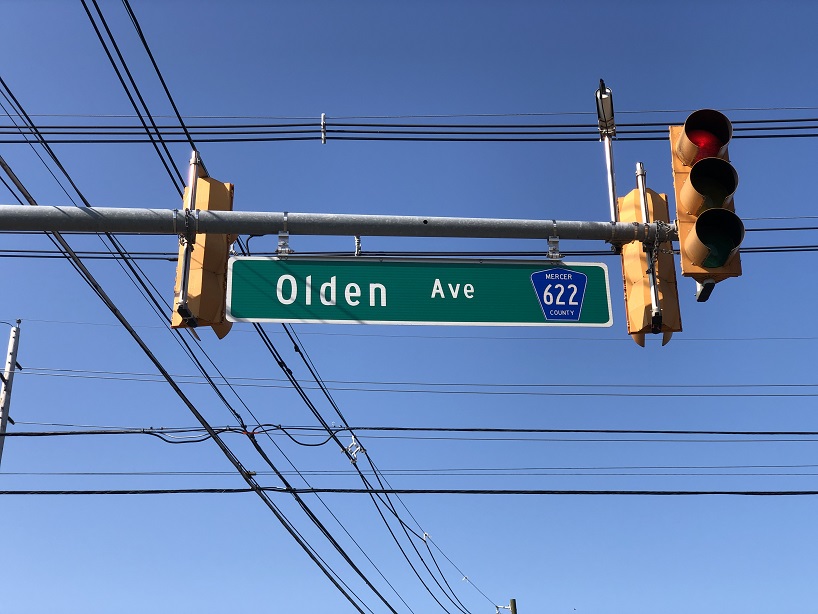 Olden Ave
MERCER
622
COUNTY